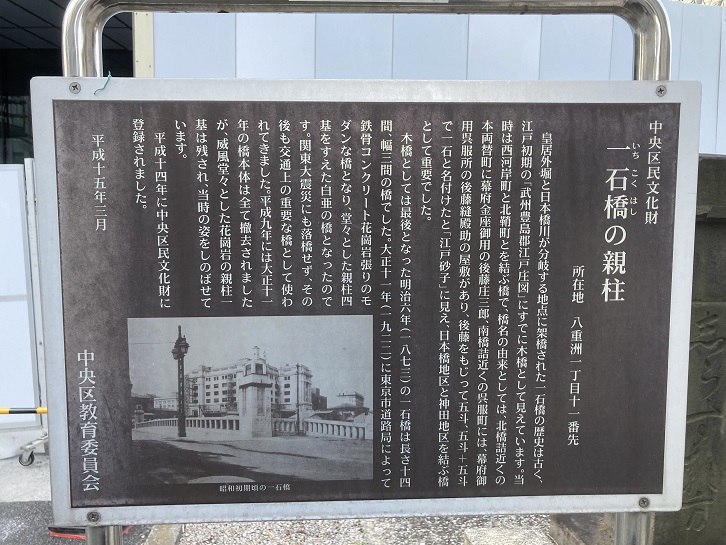 中央区民文化財
いち こく ばし
一石橋の親柱
所在地 八重洲一丁目十一番先
皇居外堀と日本橋川が分岐する地点に架橋された一石橋の歴史は古く、
江戸初期の「武州豊島郡江戸庄図」にすでに木橋として見えています。当
時は西河岸町と北鞘町とを結ぶ橋で、橋名の由来としては、北橋詰近くの
本両替町に幕府金座御用の後藤庄三郎、南橋詰近くの呉服町には、幕府御
用呉服所の後藤縫殿助の屋敷があり、後藤をもじって五斗、五斗+五斗
で一石と名付けたと『江戸砂子』に見え、日本橋地区と神田地区を結ぶ橋
として重要でした。
木橋としては最後となった明治六年(一八七三)の一石橋は長さ十四
間、幅三間の橋でした。大正十一年(一九二二)に東京市道路局によって
鉄骨コンクリート花崗岩張りのモ
ダンな橋となり、堂々とした親柱四
基をすえた白亜の橋となったので
す。関東大震災にも落橋せず、その
後も交通上の重要な橋として使わ
れてきました。平成九年には大正十一
年の橋本体は全て撤去されました
が、威風堂々とした花崗岩の親柱一
基は残され、当時の姿をしのばせて
います。
平成十四年に中央区民文化財に
登録されました。
平成十五年三月
中央区教育委員会
昭和初期頃の一石橋